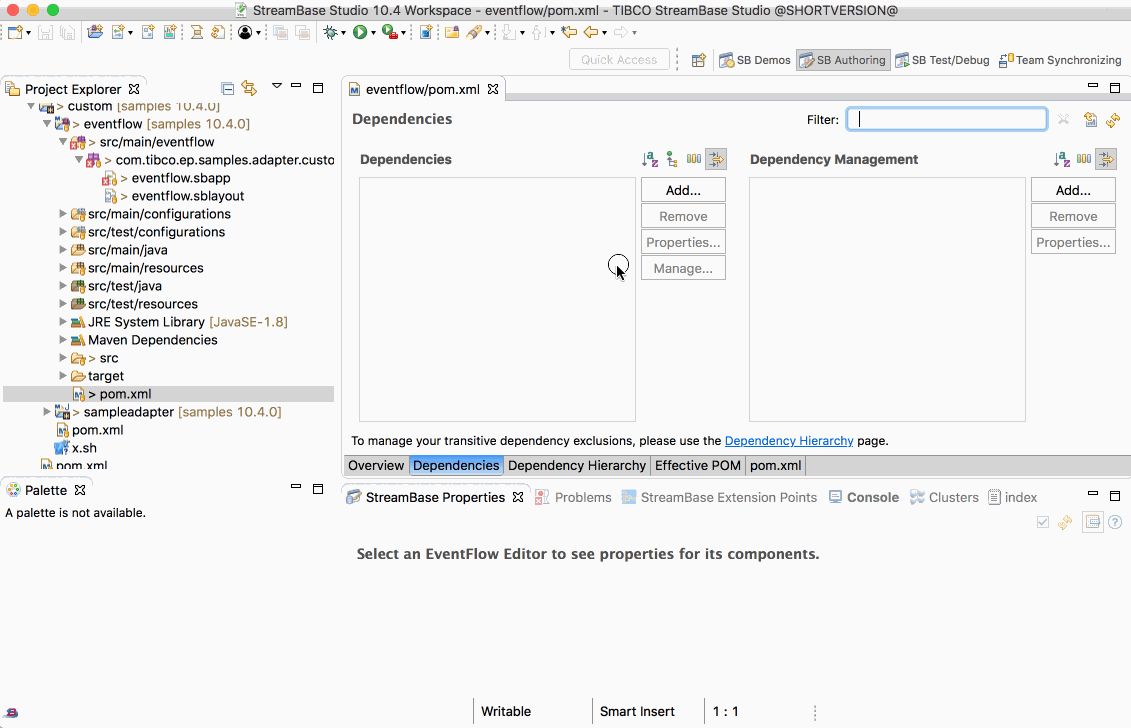 StreamBase Studio 10.4 Workspace - eventflow/pom.xml - TIBCO StreamBase Studio @SHORTVERSION@
Quick Access
SB Demos
SB Authoring
SB Test/Debug
Team Synchronizing
Project Explorer
> custom [samples 10.4.0]
> eventflow [samples 10.4.0]
> src/main/eventflow
> com.tibco.ep.samples.adapter.custo
> eventflow.sbapp
> eventflow.sblayout
src/main/configurations
src/test/configurations
src/main/java
src/main/resources
src/test/java
src/test/resources
JRE System Library [JavaSE-1.8]
Maven Dependencies
> src
target
> pom.xml
> sampleadapter [samples 10.4.0]
pom.xml
x.sh
pom.xml
Palette
A palette is not available.
eventflow/pom.xml
Dependencies
Filter:
Dependencies
Add...
Remove
Properties...
Manage...
Dependency Management
Add...
Remove
Properties...
To manage your transitive dependency exclusions, please use the Dependency Hierarchy page.
Overview
Dependencies
Dependency Hierarchy
Effective POM
pom.xml
StreamBase Properties
Problems
StreamBase Extension Points
Console
Clusters
index
Select an EventFlow Editor to see properties for its components.
Writable
Smart Insert
1 : 1